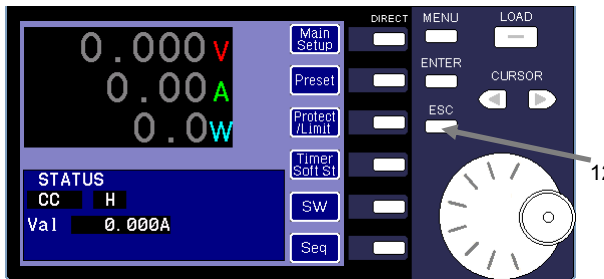 DIRECT MENU LOAD
0.000V
Main
Setup
ENTER
0.00A
Preset
CURSOR
0.0W
ESC
Protect
/Limit
12
Timer
Soft St
STATUS
CC H
SW
Val 0.000A
Seq